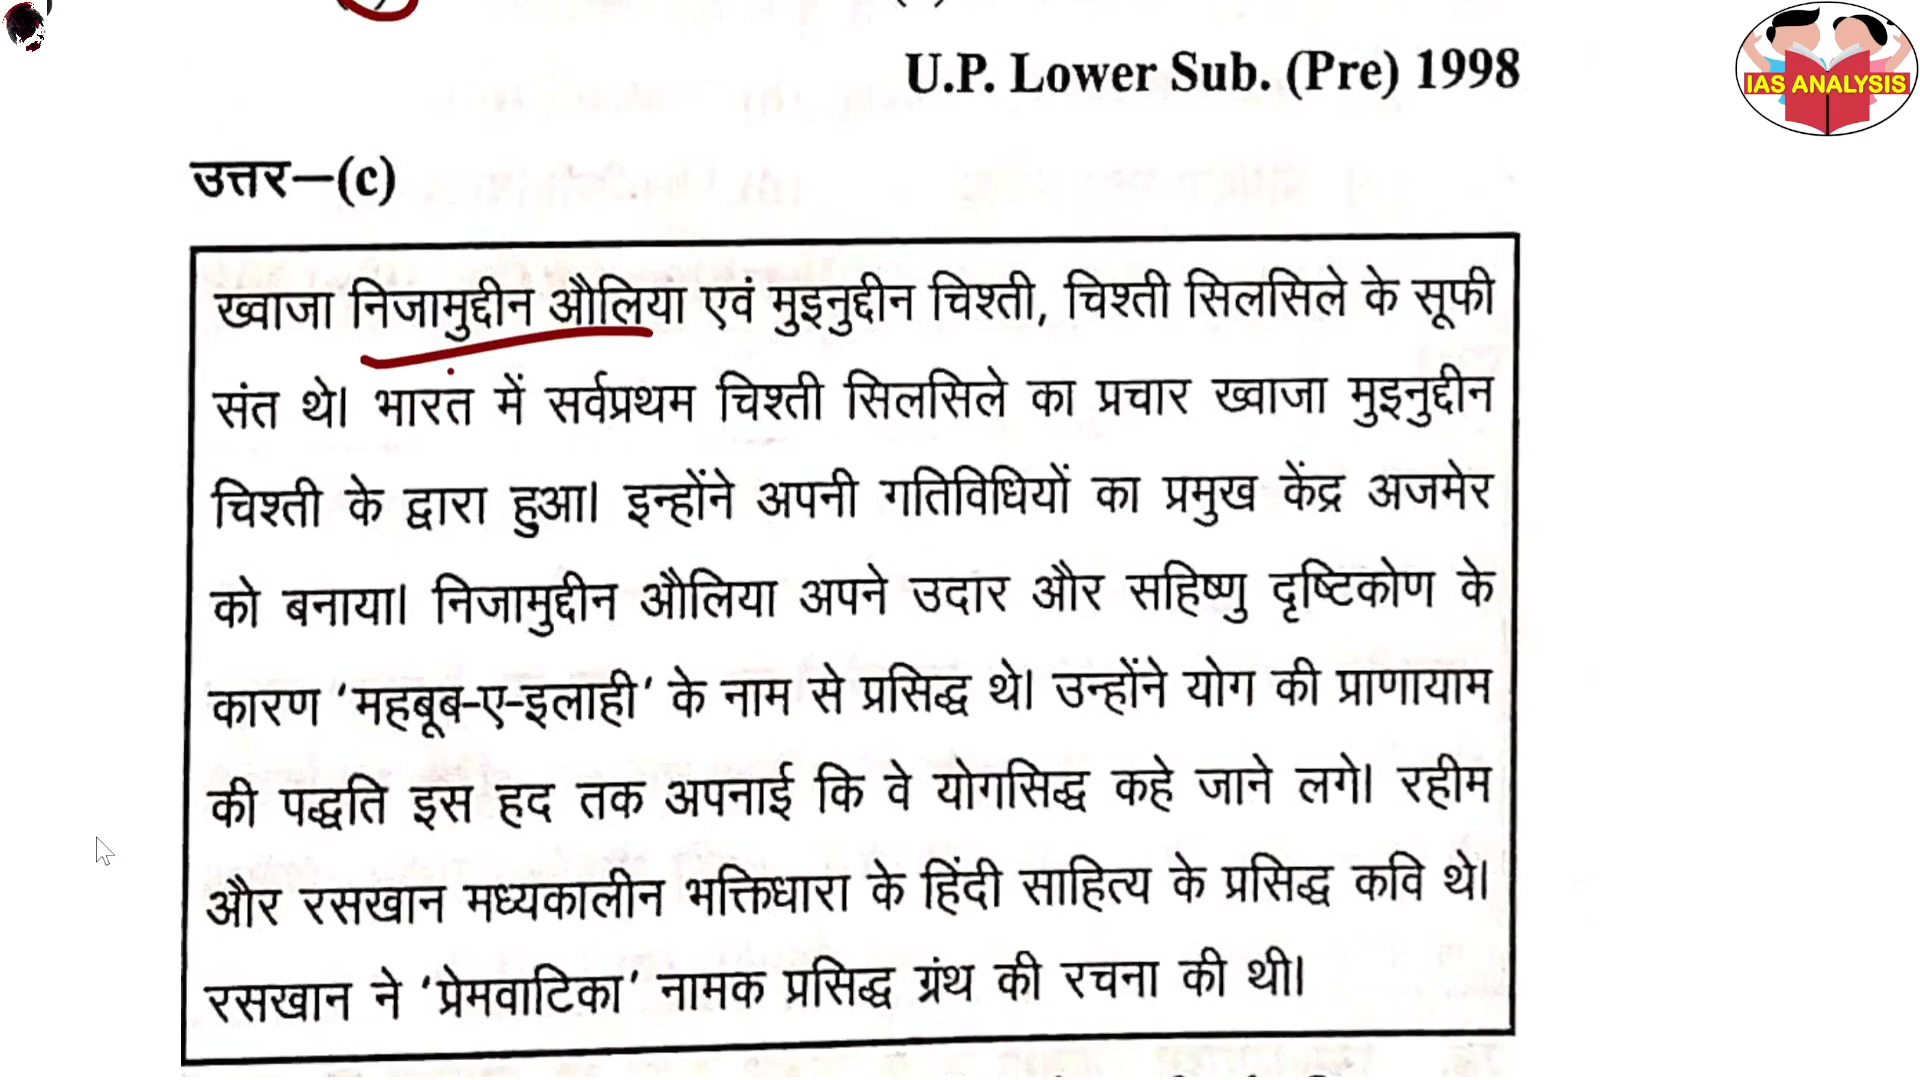 U.P. Lower Sub. (Pre) 1998
IAS ANALYSIS
उत्तर–(c)
ख्वाजा निजामुद्दीन औलिया एवं मुइनुद्दीन चिश्ती, चिश्ती सिलसिले के सूफी
संत थे। भारत में सर्वप्रथम चिश्ती सिलसिले का प्रचार ख्वाजा मुइनुद्दीन
चिश्ती के द्वारा हुआ। इन्होंने अपनी गतिविधियों का प्रमुख केंद्र अजमेर
को बनाया। निजामुद्दीन औलिया अपने उदार और सहिष्णु दृष्टिकोण के
कारण ‘महबूब-ए-इलाही’ के नाम से प्रसिद्ध थे। उन्होंने योग की प्राणायाम
की पद्धति इस हद तक अपनाई कि वे योगसिद्ध कहे जाने लगे। रहीम
और रसखान मध्यकालीन भक्तिधारा के हिंदी साहित्य के प्रसिद्ध कवि थे।
रसखान ने ‘प्रेमवाटिका’ नामक प्रसिद्ध ग्रंथ की रचना की थी।